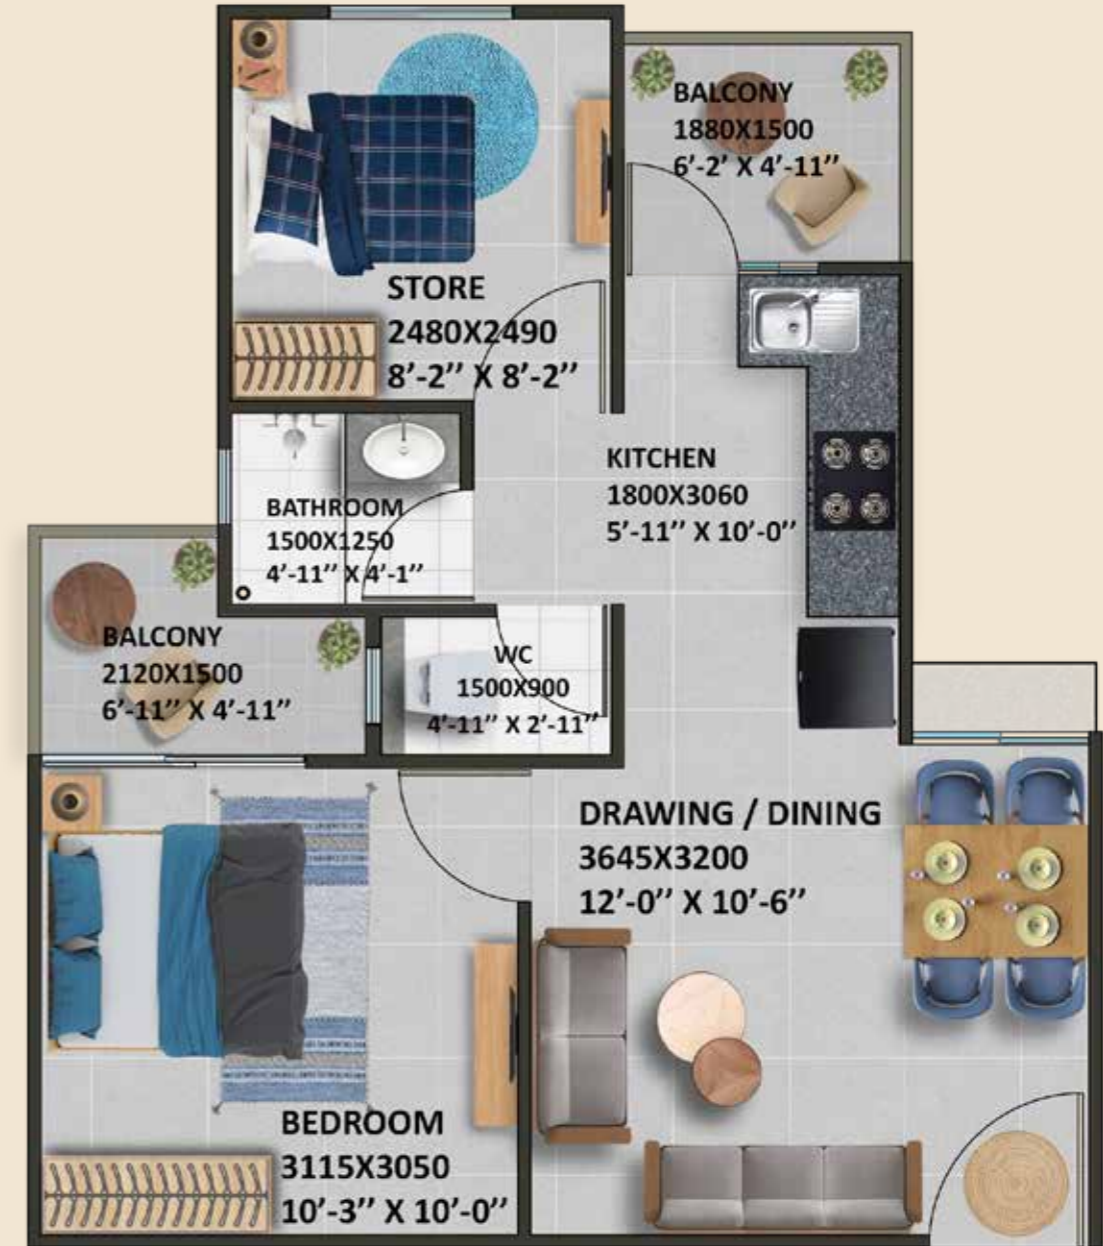 BALCONY
1880X1500
6’-2’ X 4’-11’’
STORE
2480X2490
8’-2’’ X 8’-2’’
KITCHEN
1800X3060
5’-11’’ X 10’-0’’
BATHROOM
1500X1250
4’-11’’ X 4’-1’’
BALCONY
2120X1500
6’-11’’ X 4’-11’’
WC
1500X900
4’-11’’ X 2’-11’’
DRAWING / DINING
3645X3200
12’-0’’ X 10’-6’’
BEDROOM
3115X3050
10’-3’’ X 10’-0’’